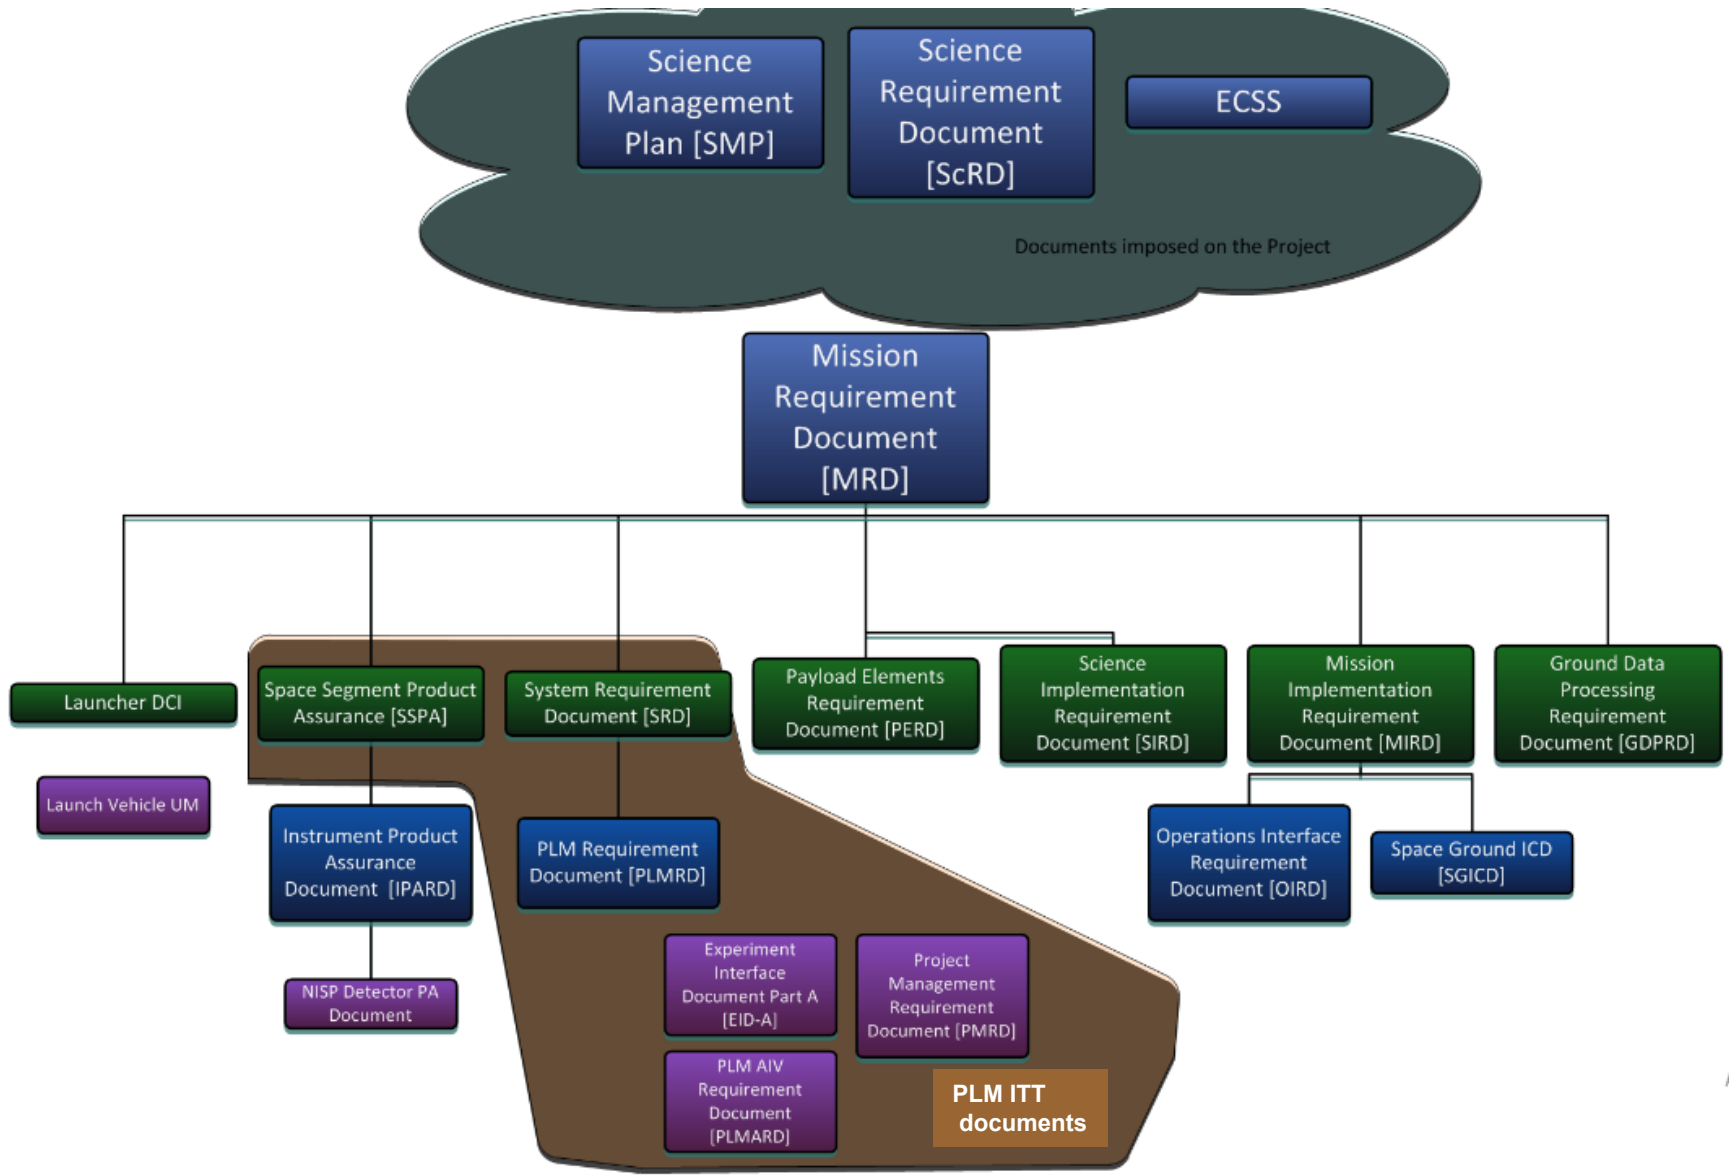 Science
Management
Plan [SMP]
Science
Requirement
Document
[ScRD]
ECSS
Documents imposed on the Project
Mission
Requirement
Document
[MRD]
Launcher DCI
Space Segment Product
Assurance [SSPA]
System Requirement
Document [SRD]
Payload Elements
Requirement
Document [PERD]
Science
Implementation
Requirement
Document [SIRD]
Mission
Implementation
Requirement
Document [MIRD]
Ground Data
Processing
Requirement
Document [GDPRD]
Launch Vehicle UM
Instrument Product
Assurance
Document [IPARD]
PLM Requirement
Document [PLMRD]
Operations Interface
Requirement
Document [OIRD]
Space Ground ICD
[SGICD]
NISP Detector PA
Document
Experiment
Interface
Document Part A
[EID-A]
Project
Management
Requirement
Document [PMRD]
PLM AIV
Requirement
Document
[PLMARD]
PLM ITT
documents